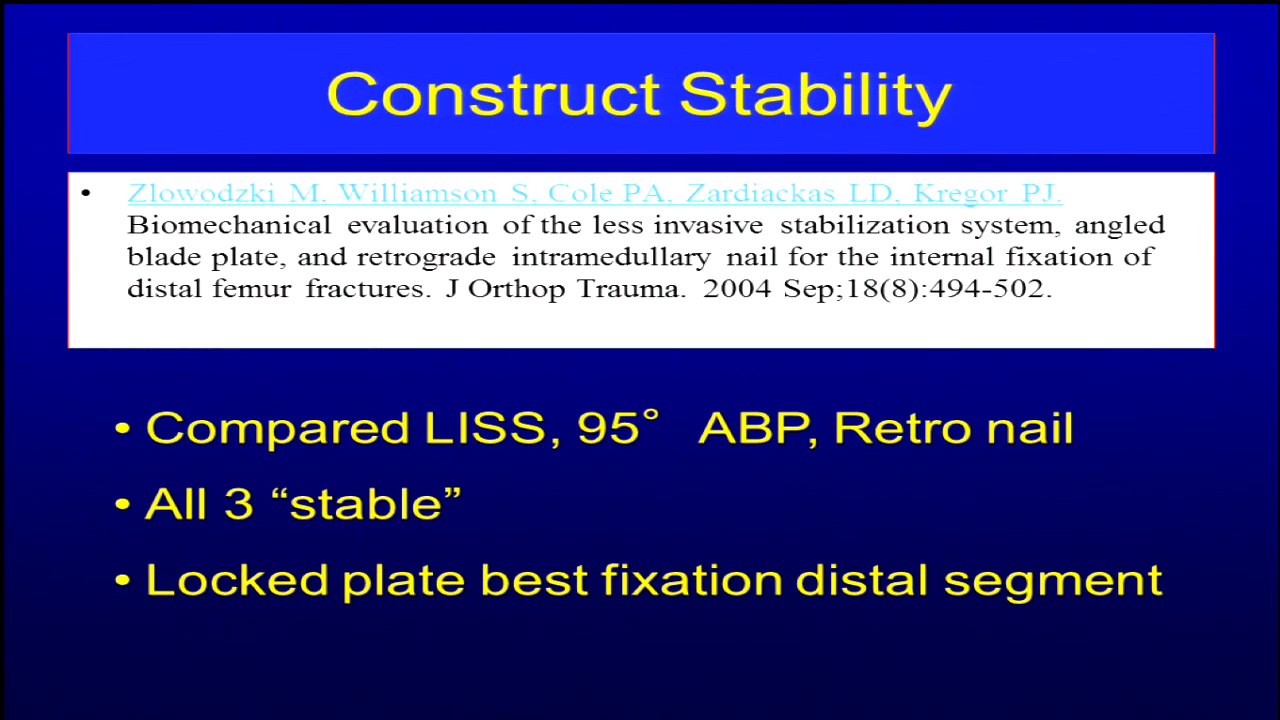 Construct Stability
• Zlowodzki M, Williamson S, Cole PA, Zardiackas LD, Kregor PJ.
Biomechanical evaluation of the less invasive stabilization system, angled
blade plate, and retrograde intramedullary nail for the internal fixation of
distal femur fractures. J Orthop Trauma. 2004 Sep;18(8):494-502.
• Compared LISS, 95° ABP, Retro nail
• All 3 “stable”
• Locked plate best fixation distal segment